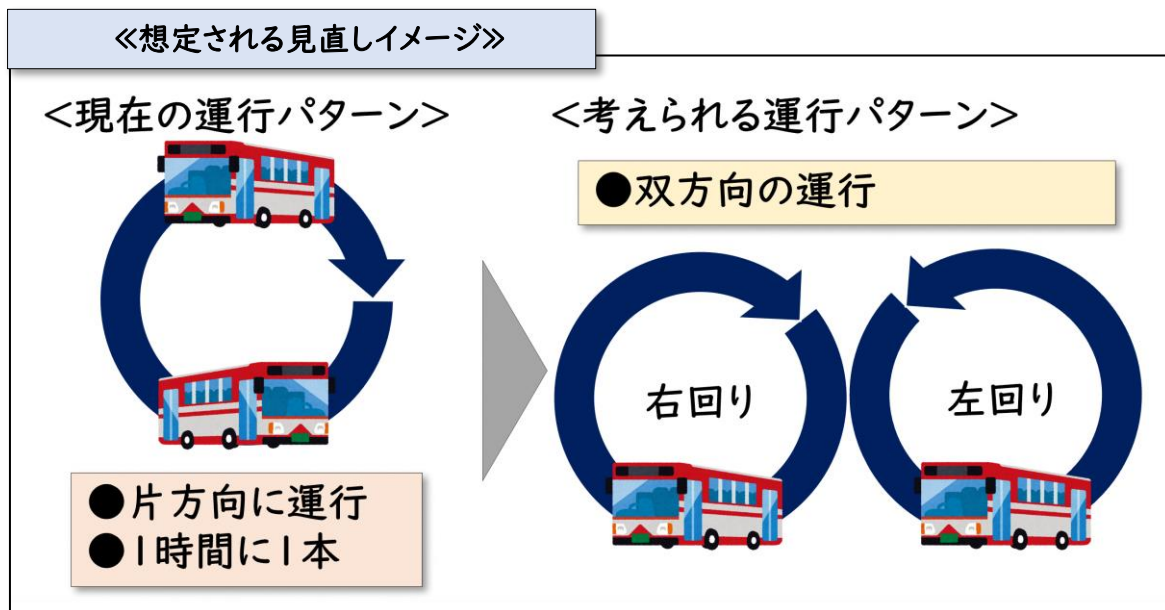 ≪想定される見直しイメージ≫
<現在の運行パターン>
<考えられる運行パターン>
●双方向の運行
右回り
左回り
●片方向に運行
●1時間に1本